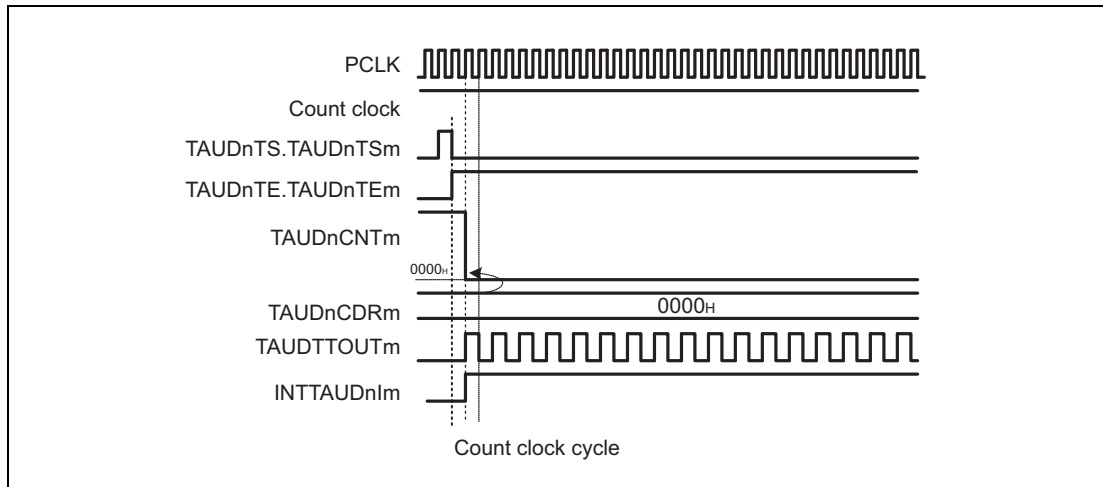 PCLK
Count clock
TAUDnTS.TAUDnTSm
TAUDnTE.TAUDnTEm
TAUDnCNTm
0000H
TAUDnCDRm
0000H
TAUDTTOUTm
INTTAUDnIm
Count clock cycle